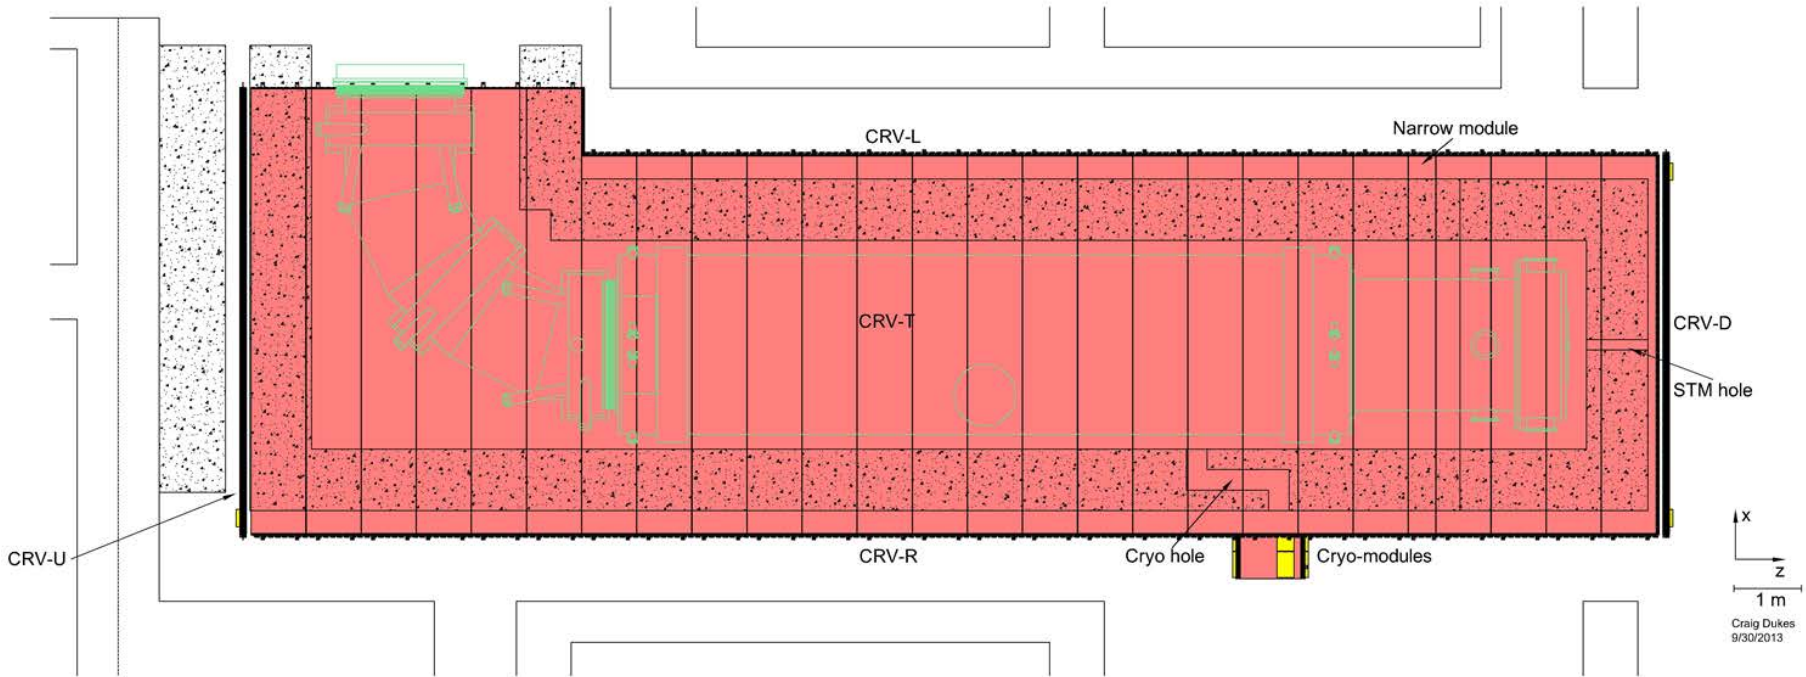 CRV-L
Narrow module
CRV-T
CRV-D
STM hole
CRV-U
CRV-R
Cryo hole
Cryo-modules
x
z
1 m
Craig Dukes
9/30/2013